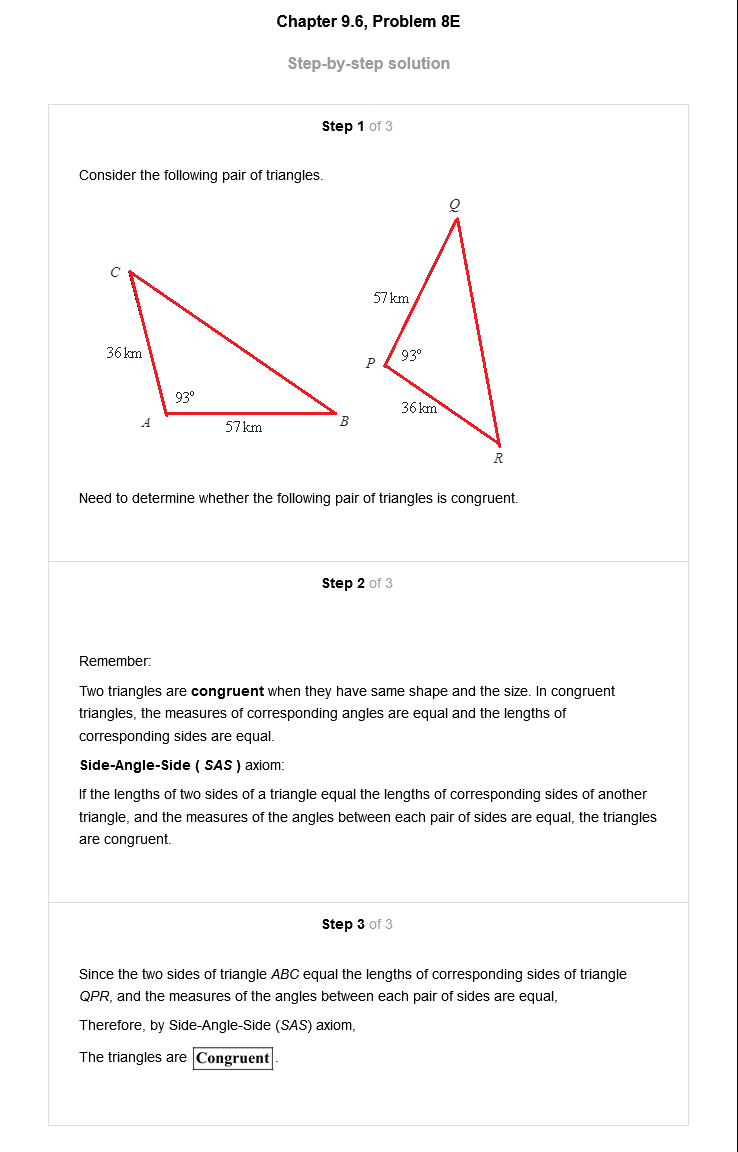 Chapter 9.6, Problem 8E
Step-by-step solution
Step 1 of 3
Consider the following pair of triangles.
Q
C
57 km
36 km
P
93°
93°
36 km
A
57 km
B
R
Need to determine whether the following pair of triangles is congruent.
Step 2 of 3
Remember:
Two triangles are congruent when they have same shape and the size. In congruent
triangles, the measures of corresponding angles are equal and the lengths of
corresponding sides are equal.
Side-Angle-Side ( SAS ) axiom:
If the lengths of two sides of a triangle equal the lengths of corresponding sides of another
triangle, and the measures of the angles between each pair of sides are equal, the triangles
are congruent.
Step 3 of 3
Since the two sides of triangle ABC equal the lengths of corresponding sides of triangle
QPR, and the measures of the angles between each pair of sides are equal,
Therefore, by Side-Angle-Side (SAS) axiom,
The triangles are Congruent.